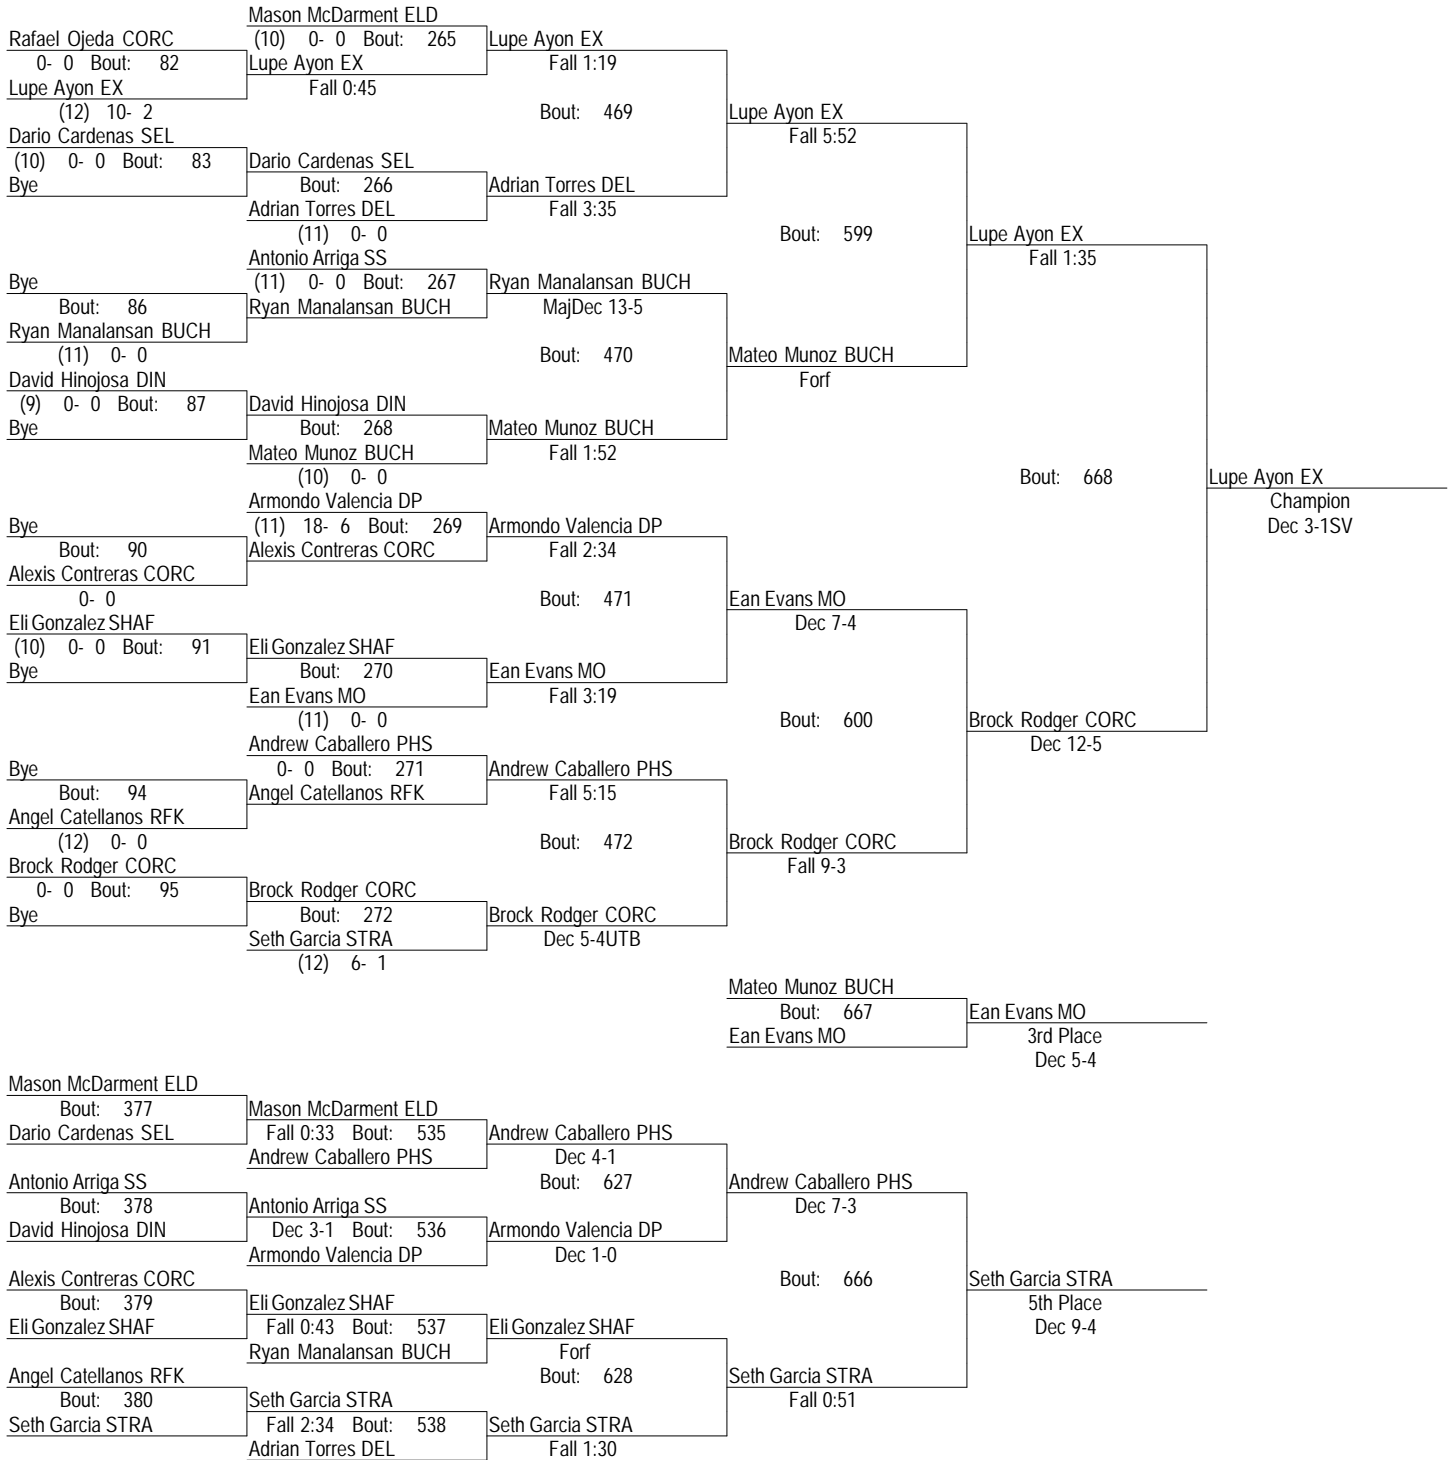 Mason McDarment ELD
Rafael Ojeda CORC (10) 0- 0 Bout: 265 Lupe Ayon EX
0- 0 Bout: 82 Lupe Ayon EX Fall 1:19
Lupe Ayon EX Fall 0:45
(12) 10- 2 Bout: 469 Lupe Ayon EX
Dario Cardenas SEL Fall 5:52
(10) 0- 0 Bout: 83 Dario Cardenas SEL
Bye Bout: 266 Adrian Torres DEL
Adrian Torres DEL Fall 3:35
(11) 0- 0 Bout: 599 Lupe Ayon EX
Antonio Arriga SS Fall 1:35
Bye (11) 0- 0 Bout: 267 Ryan Manalansan BUCH
Bout: 86 Ryan Manalansan BUCH MajDec 13-5
Ryan Manalansan BUCH
(11) 0- 0 Bout: 470 Mateo Munoz BUCH
David Hinojosa DIN Forf
(9) 0- 0 Bout: 87 David Hinojosa DIN
Bye Bout: 268 Mateo Munoz BUCH
Mateo Munoz BUCH Fall 1:52
(10) 0- 0 Bout: 668 Lupe Ayon EX
Armondo Valencia DP Champion
Bye (11) 18- 6 Bout: 269 Armondo Valencia DP Dec 3-1SV
Bout: 90 Alexis Contreras CORC Fall 2:34
Alexis Contreras CORC
0- 0 Bout: 471 Ean Evans MO
Eli Gonzalez SHAF Dec 7-4
(10) 0- 0 Bout: 91 Eli Gonzalez SHAF
Bye Bout: 270 Ean Evans MO
Ean Evans MO Fall 3:19
(11) 0- 0 Bout: 600 Brock Rodger CORC
Andrew Caballero PHS Dec 12-5
Bye 0- 0 Bout: 271 Andrew Caballero PHS
Bout: 94 Angel Catellanos RFK Fall 5:15
Angel Catellanos RFK
(12) 0- 0 Bout: 472 Brock Rodger CORC
Brock Rodger CORC Fall 9-3
0- 0 Bout: 95 Brock Rodger CORC
Bye Bout: 272 Brock Rodger CORC
Seth Garcia STRA Dec 5-4UTB
(12) 6- 1
Mateo Munoz BUCH
Bout: 667 Ean Evans MO
Ean Evans MO 3rd Place
Dec 5-4
Mason McDarment ELD
Bout: 377 Mason McDarment ELD
Dario Cardenas SEL Fall 0:33 Bout: 535 Andrew Caballero PHS
Andrew Caballero PHS Dec 4-1
Antonio Arriga SS Bout: 627 Andrew Caballero PHS
Bout: 378 Antonio Arriga SS Dec 7-3
David Hinojosa DIN Dec 3-1 Bout: 536 Armondo Valencia DP
Armondo Valencia DP Dec 1-0
Alexis Contreras CORC Bout: 666 Seth Garcia STRA
Bout: 379 Eli Gonzalez SHAF 5th Place
Eli Gonzalez SHAF Fall 0:43 Bout: 537 Eli Gonzalez SHAF Dec 9-4
Ryan Manalansan BUCH Forf
Angel Catellanos RFK Bout: 628 Seth Garcia STRA
Bout: 380 Seth Garcia STRA Fall 0:51
Seth Garcia STRA Fall 2:34 Bout: 538 Seth Garcia STRA
Adrian Torres DEL Fall 1:30